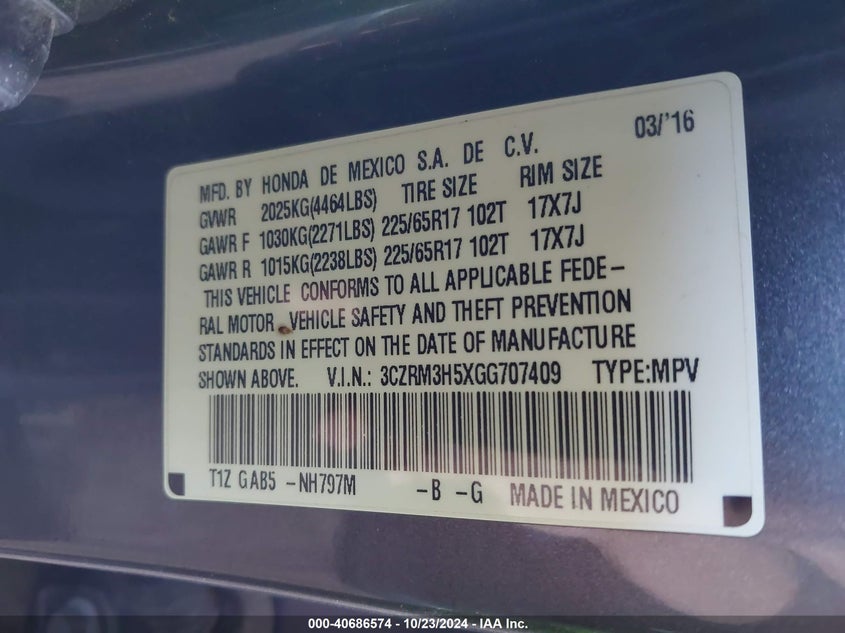 03/'16
MFD. BY HONDA DE MEXICO S.A. DE C.V.
GVWR 2025KG(4464LBS) TIRE SIZE RIM SIZE
GAWR F 1030KG(2271LBS) 225/65R17 102T 17X7J
GAWR R 1015KG(2238LBS) 225/65R17 102T 17X7J
THIS VEHICLE CONFORMS TO ALL APPLICABLE FEDE-
RAL MOTOR VEHICLE SAFETY AND THEFT PREVENTION
STANDARDS IN EFFECT ON THE DATE OF MANUFACTURE
SHOWN ABOVE. V.I.N.: 3CZRM3H5XGG707409 TYPE:MPV
T1Z GAB5 -NH797M -B -G MADE IN MEXICO
000-40686574 - 10/23/2024 - IAA Inc.